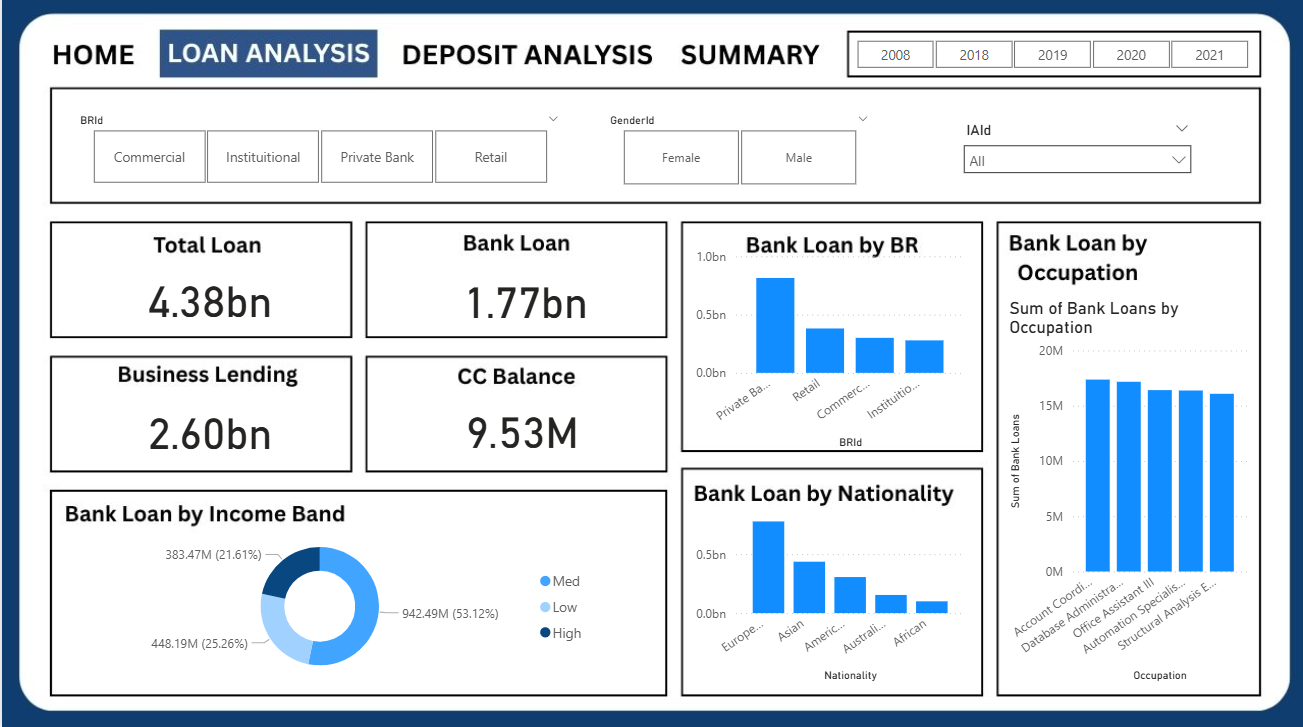 HOME LOAN ANALYSIS DEPOSIT ANALYSIS SUMMARY 2008 2018 2019 2020 2021
BRId
Commercial Instituitional Private Bank Retail
GenderId
Female Male
IAId
All
Total Loan
4.38bn
Bank Loan
1.77bn
Business Lending
2.60bn
CC Balance
9.53M
Bank Loan by Income Band
383.47M (21.61%)
942.49M (53.12%)
448.19M (25.26%)
Med
Low
High
Bank Loan by BR
1.0bn
0.5bn
0.0bn
Private Ba...
Retail
Commerc...
Instituitio...
BRId
Bank Loan by Nationality
0.5bn
0.0bn
Europe...
Asian
Americ...
Australi...
African
Nationality
Bank Loan by
Occupation
Sum of Bank Loans by
Occupation
Sum of Bank Loans
20M
15M
10M
5M
0M
Account Coordi...
Database Administra...
Office Assistant III
Automation Specialis...
Structural Analysis E...
Occupation